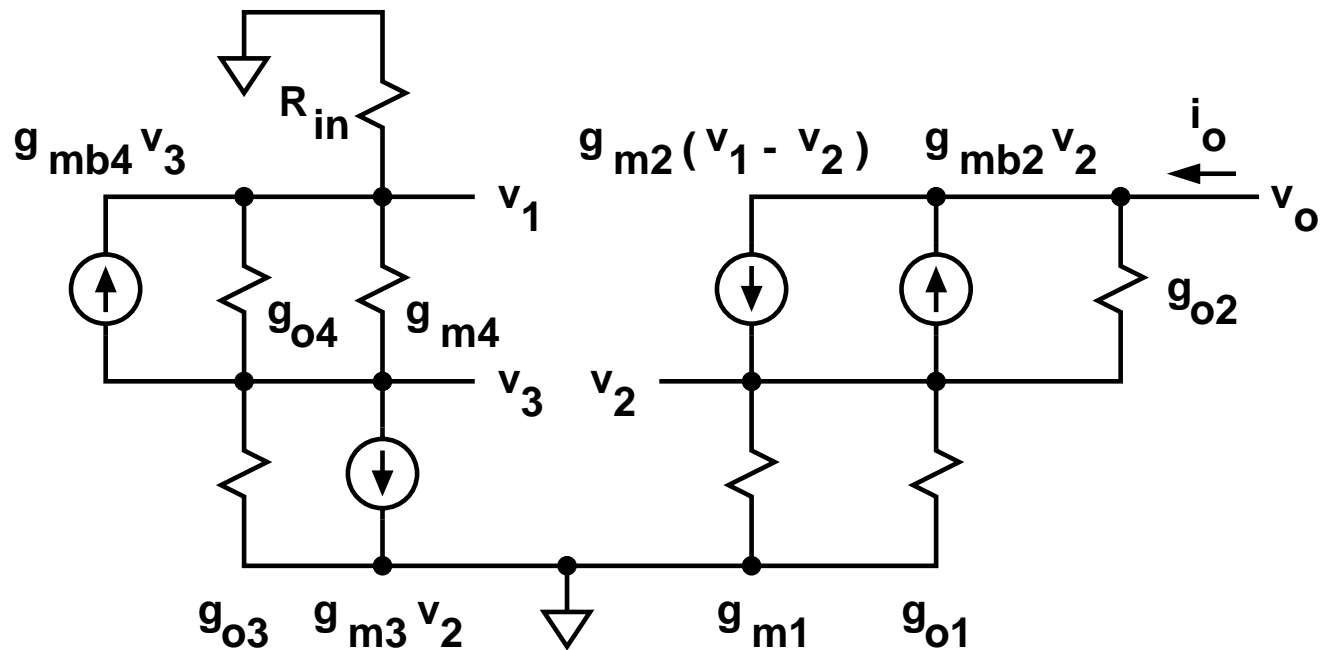 R in
g mb4 v3
g m2 ( v1 - v2 )
g mb2 v2
i o
v1
v o
g o4
g m4
g o2
v3
v2
g o3
g m3 v2
g m1
g o1